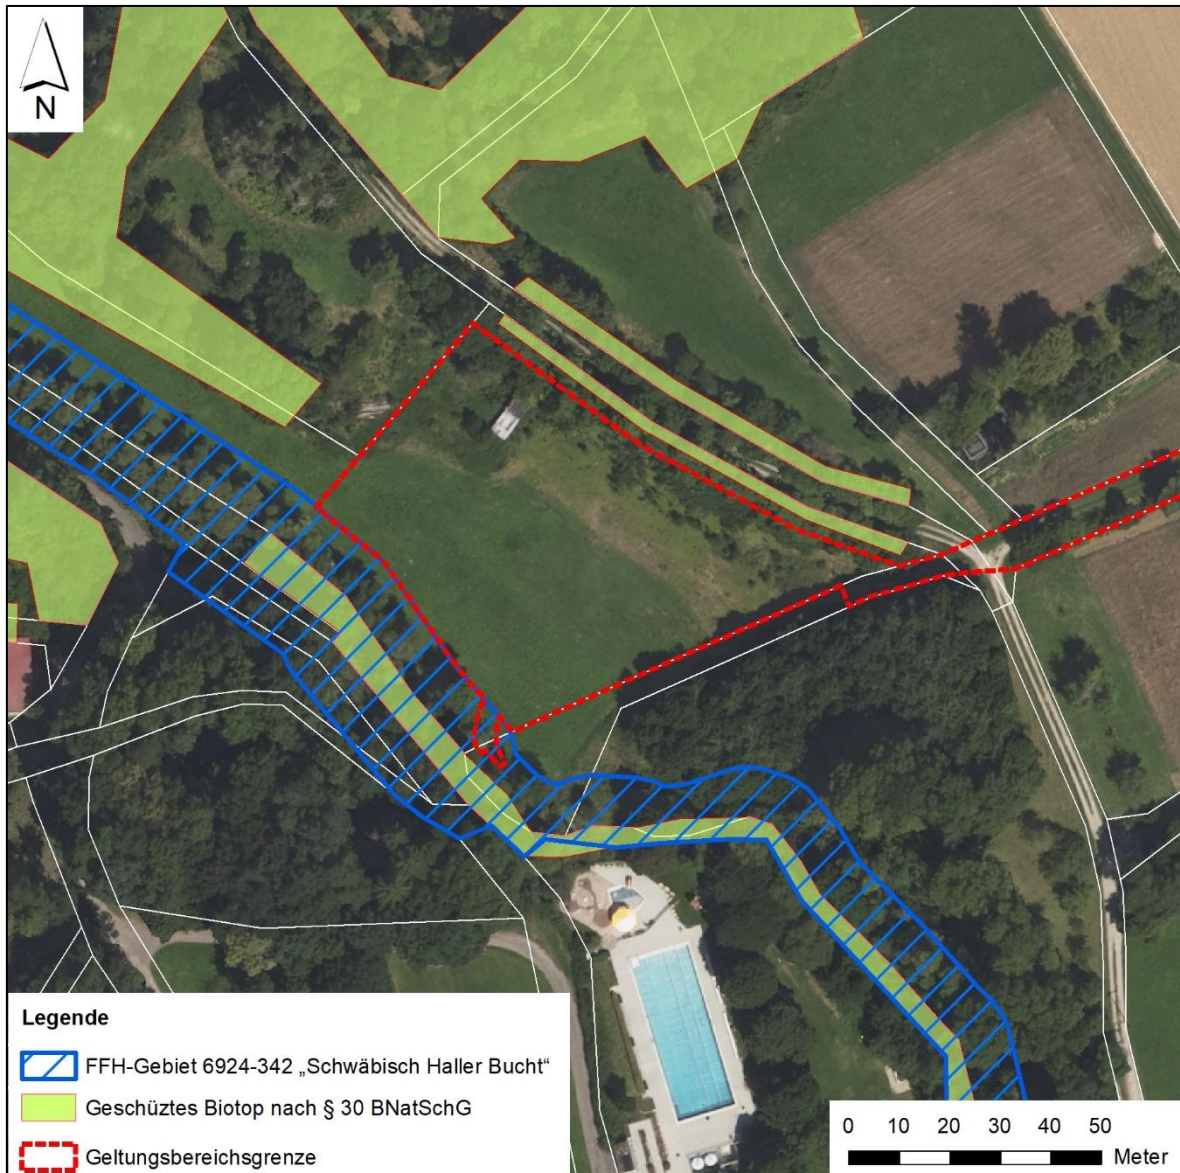 N
Legende
FFH-Gebiet 6924-342 „Schwäbisch Haller Bucht“
Geschüztes Biotop nach § 30 BNatSchG
Geltungsbereichsgrenze
0 10 20 30 40 50
Meter